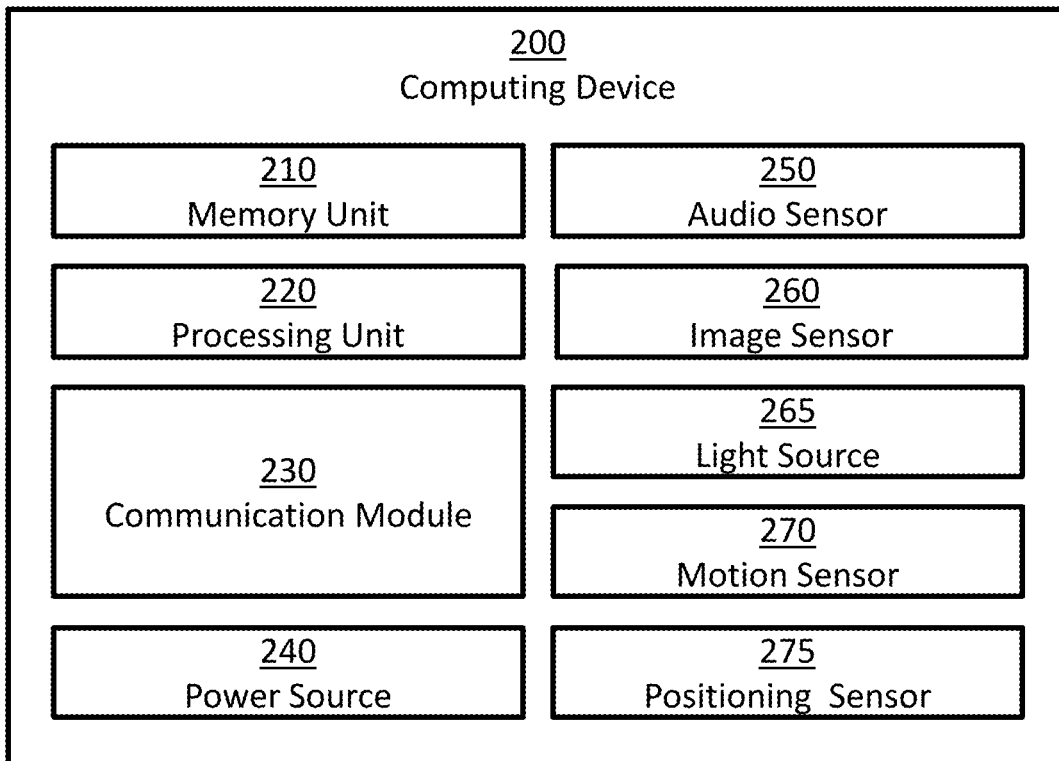 200
Computing Device
210
Memory Unit
250
Audio Sensor
220
Processing Unit
260
Image Sensor
230
Communication Module
265
Light Source
270
Motion Sensor
240
Power Source
275
Positioning Sensor